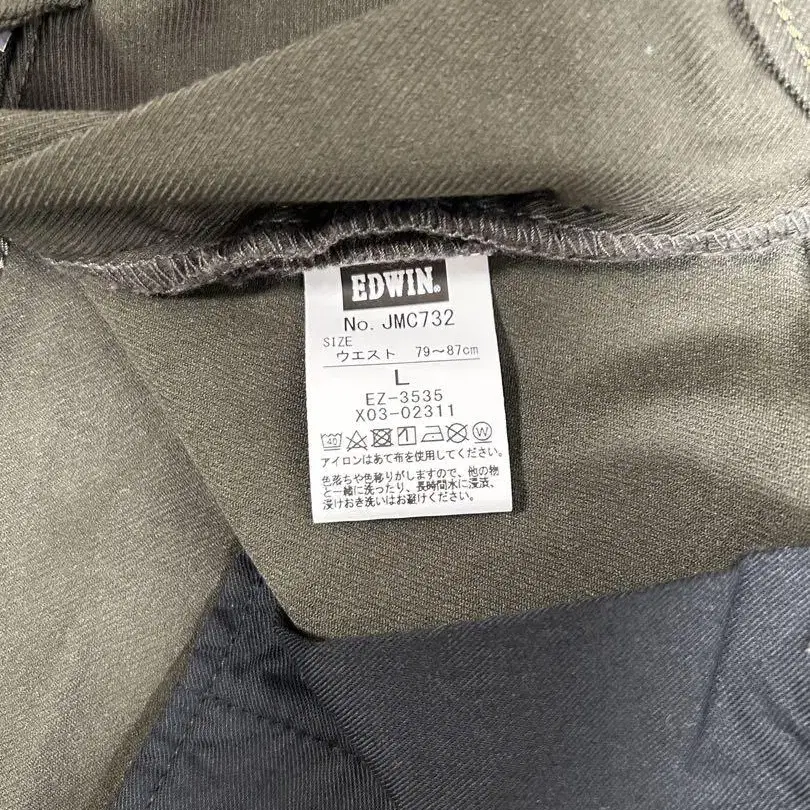 EDWIN®
No. JMC732
SIZE
ウエスト 79～87cm
L
EZ-3535
X03-02311
40 W
アイロンはあて布を使用してください。
色落ちや色移りがしますので、他の物
と一緒に洗ったり、長時間水に浸漬、
浸けおき洗いはお避けください。